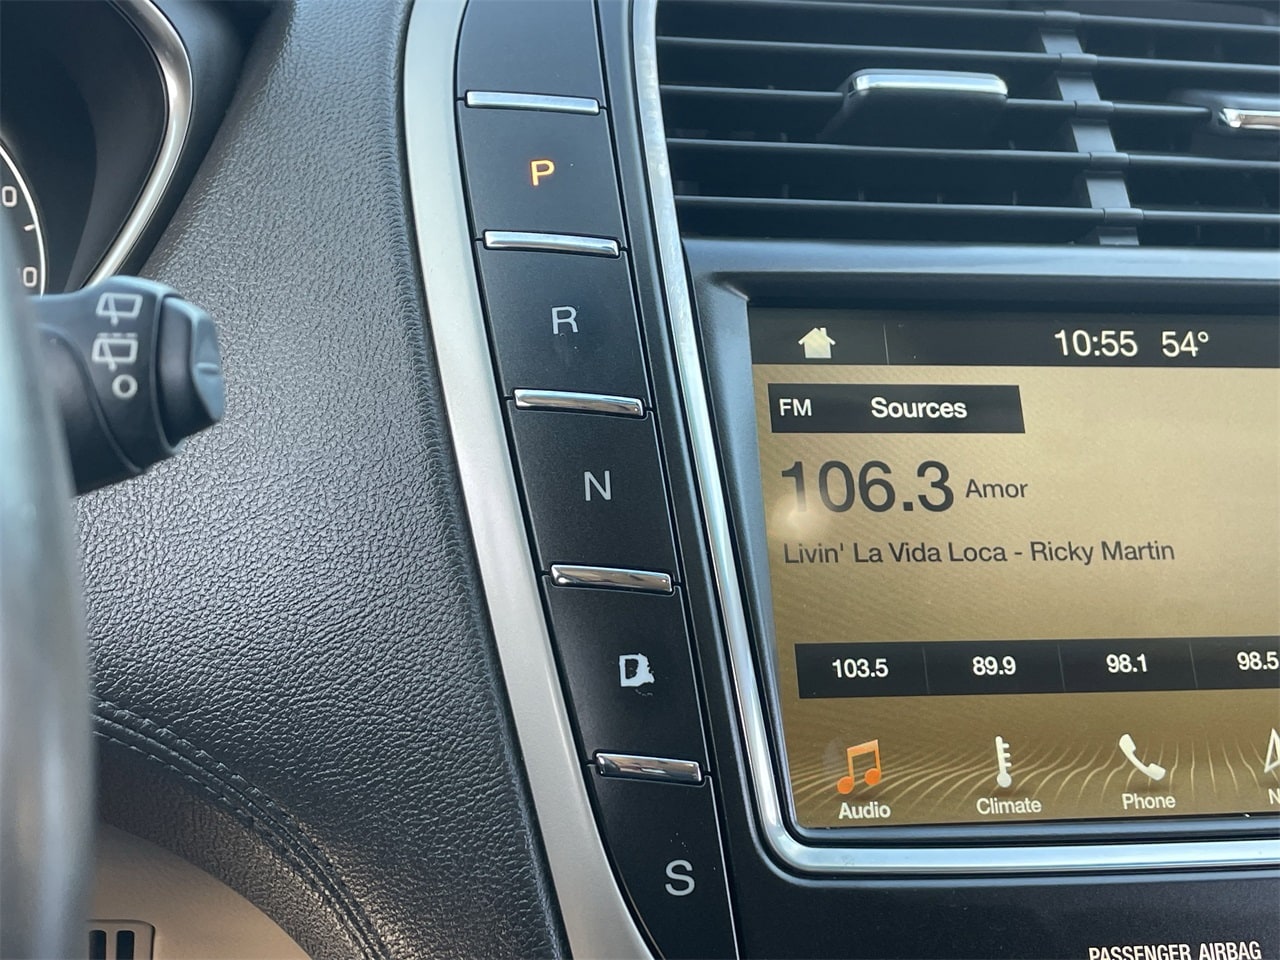 P
R
N
D
S
10:55 54°
FM Sources
106.3 Amor
Livin' La Vida Loca - Ricky Martin
103.5 89.9 98.1 98.5
Audio Climate Phone
PASSENGER AIRBAG